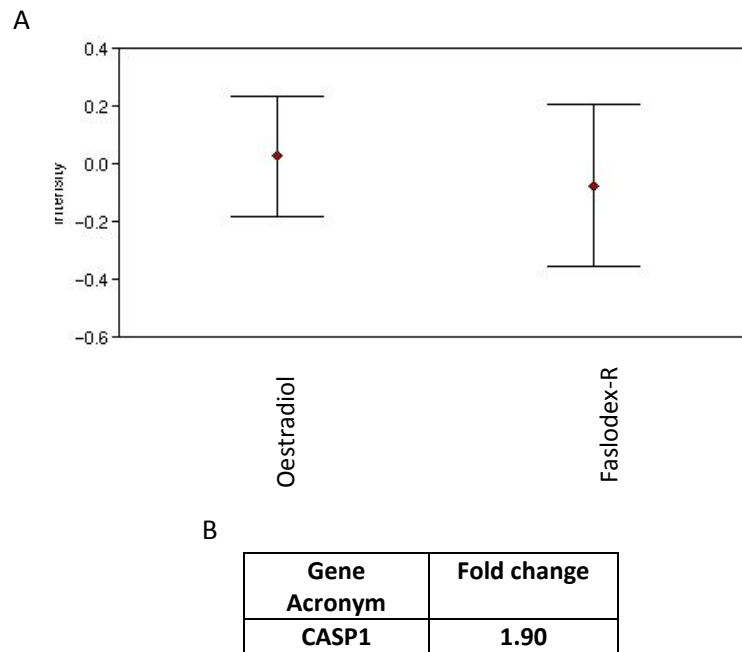 A
0.4
0.2
0.0
−0.2
−0.4
−0.6
Intensity
Oestradiol
Faslodex-R
B
Gene Fold change
Acronym
CASP1 1.90